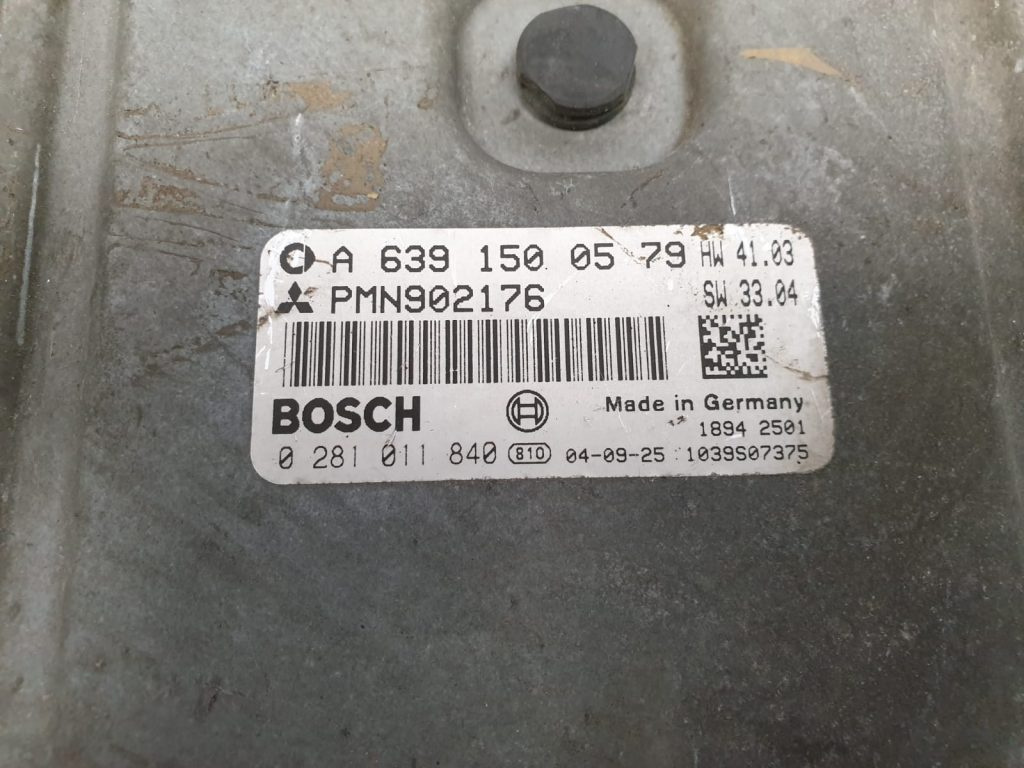 A 639 150 05 79 HW 41.03
PMN902176 SW 33.04
BOSCH Made in Germany
1894 2501
0 281 011 840 810 04-09-25 1039S07375